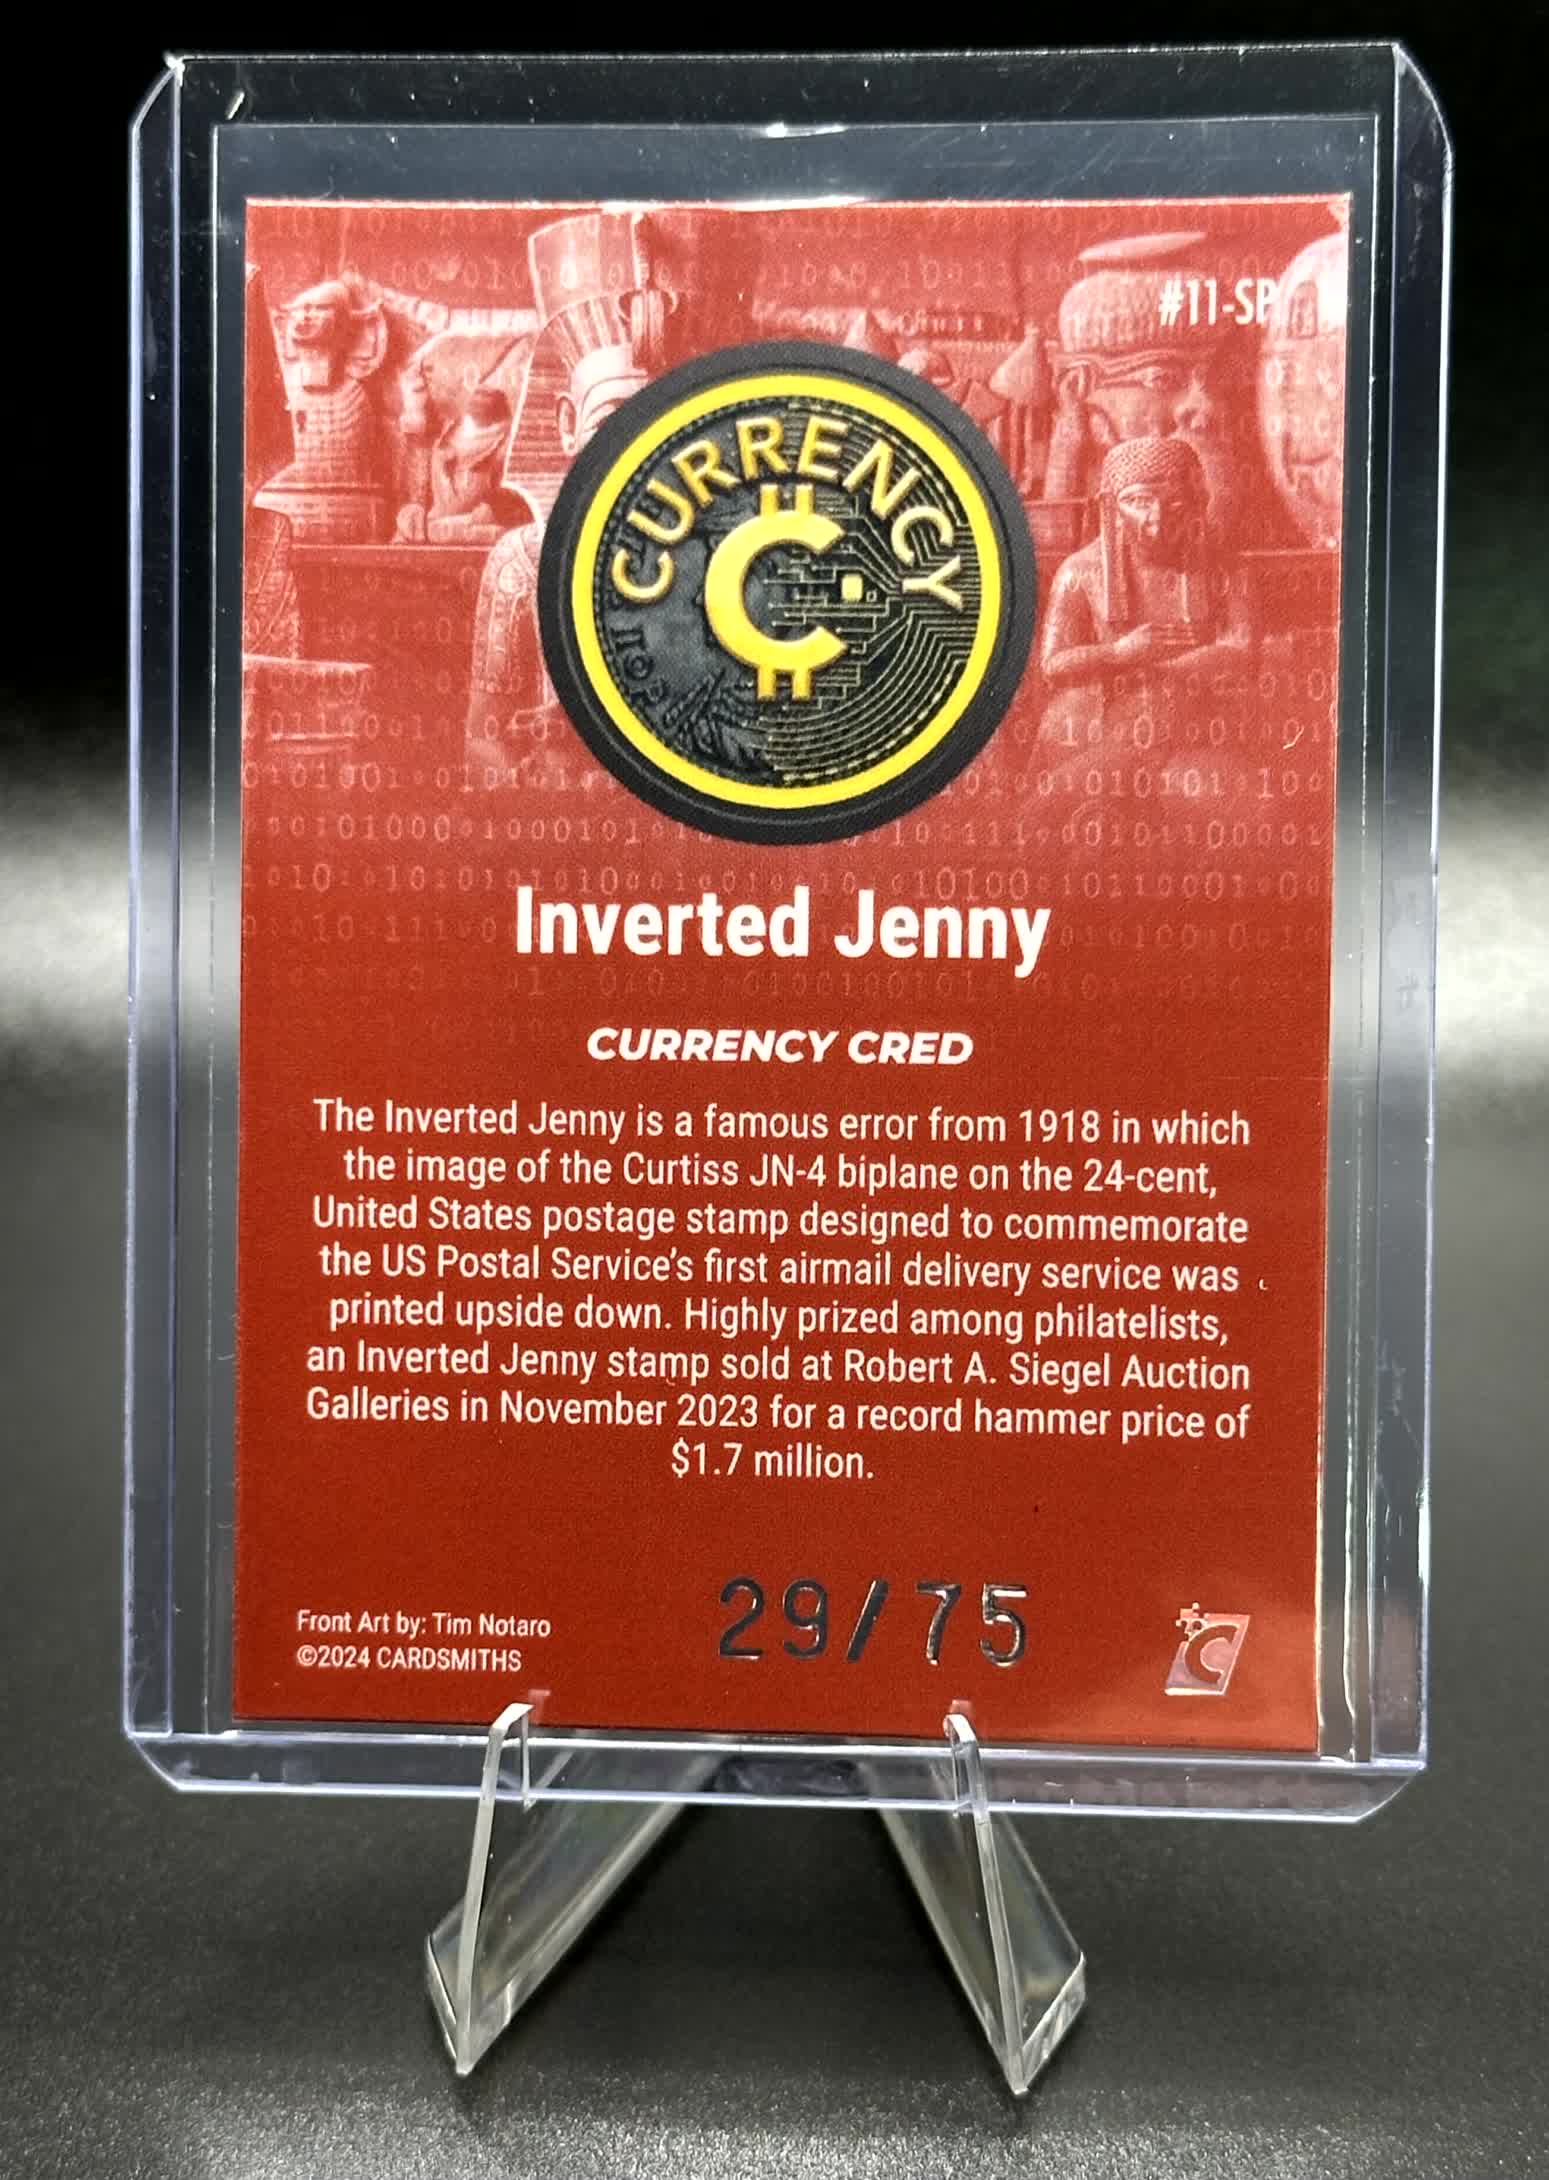 #11-SP
CURRENCY
Inverted Jenny
CURRENCY CRED
The Inverted Jenny is a famous error from 1918 in which
the image of the Curtiss JN-4 biplane on the 24-cent,
United States postage stamp designed to commemorate
the US Postal Service's first airmail delivery service was
printed upside down. Highly prized among philatelists,
an Inverted Jenny stamp sold at Robert A. Siegel Auction
Galleries in November 2023 for a record hammer price of
$1.7 million.
29/75
Front Art by: Tim Notaro
©2024 CARDSMITHS